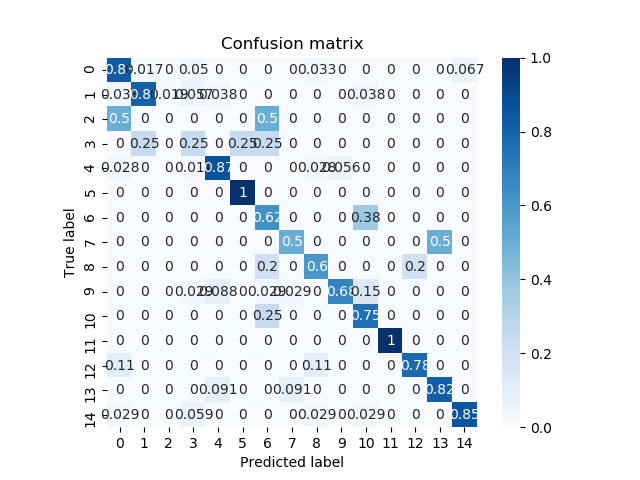 Confusion matrix
0 0.017 0 0.05 0 0 0 0 0.033 0 0 0 0 0 0.067
1 0.019 0.057 0.038 0 0 0 0 0 0.038 0 0 0 0
2 0.5 0 0 0 0 0 0.5 0 0 0 0 0 0 0 0
3 0 0.25 0 0.25 0 0.25 0.25 0 0 0 0 0 0 0 0
4 0.028 0 0 0.87 0 0 0 0.028 0.056 0 0 0 0 0
5 0 0 0 0 0 1 0 0 0 0 0 0 0 0 0
6 0 0 0 0 0 0 0.62 0 0 0 0.38 0 0 0 0
7 0 0 0 0 0 0 0 0.5 0 0 0 0 0 0.5 0
8 0 0 0 0 0 0 0.2 0 0.6 0 0 0 0.2 0 0
9 0 0 0 0.029 0.088 0 0.029 0.029 0 0.15 0 0 0 0
10 0 0 0 0 0 0 0.25 0 0 0 0.75 0 0 0 0
11 0 0 0 0 0 0 0 0 0 0 0 1 0 0 0
12 0.11 0 0 0 0 0 0 0 0.11 0 0 0 0.78 0 0
13 0 0 0 0 0.091 0 0 0.091 0 0 0 0 0 0.82 0
14 0.029 0 0 0.059 0 0 0 0 0.029 0 0.029 0 0 0 0.85
0 1 2 3 4 5 6 7 8 9 10 11 12 13 14
Predicted label
True label
1.0
0.8
0.6
0.4
0.2
0.0